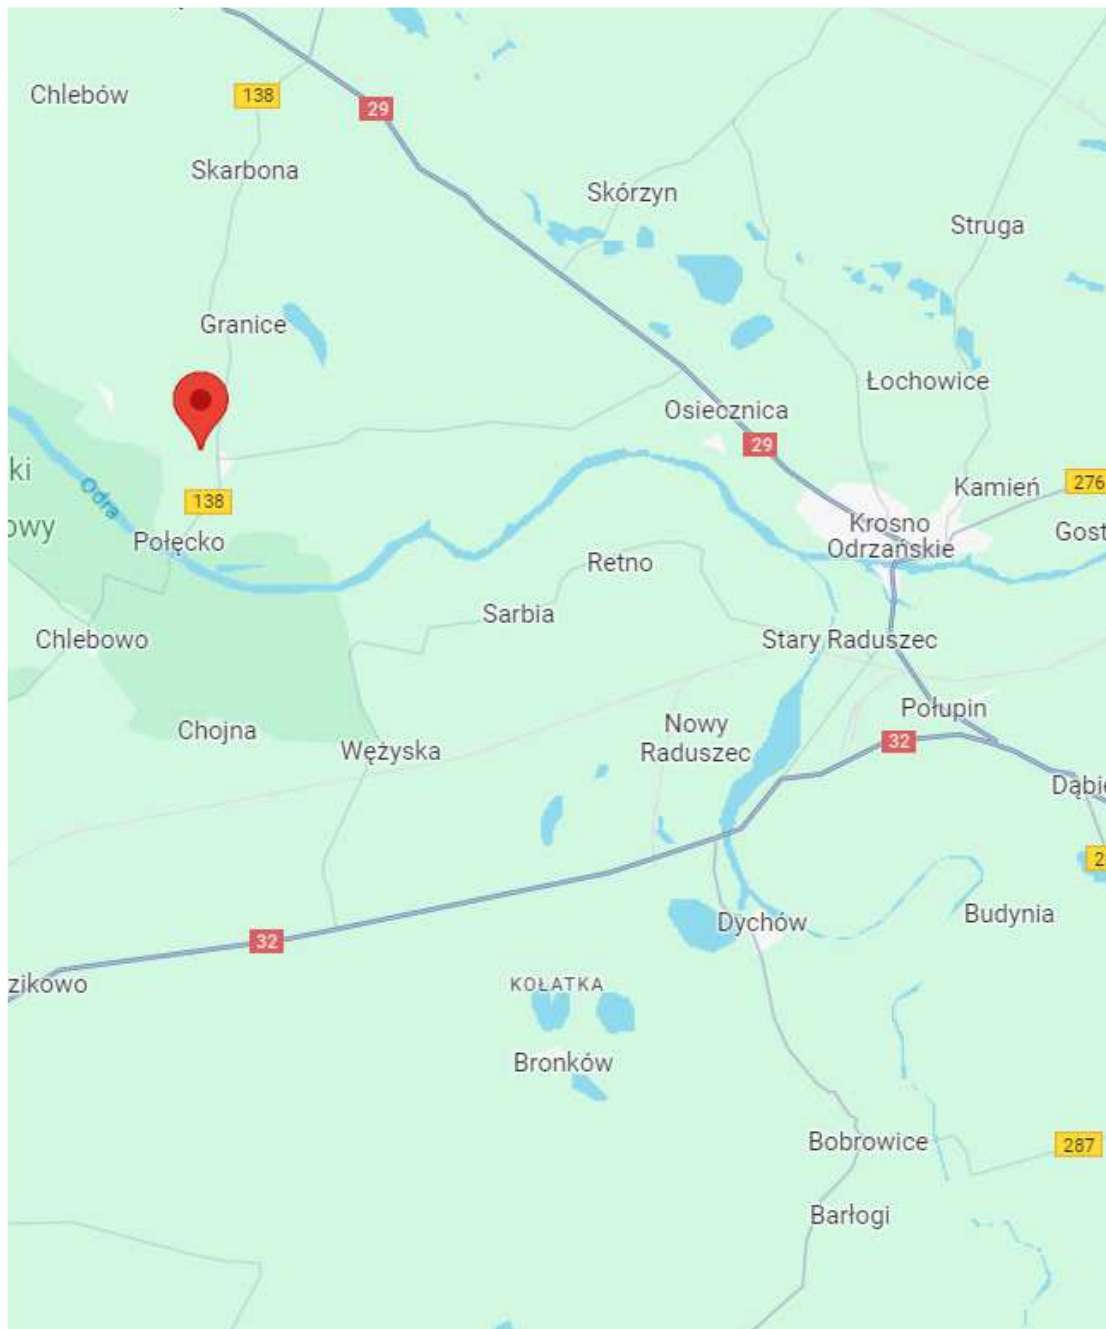 Chlebów
138
29
Skarbona
Skórzyn
Struga
Granice
Łochowice
Osiecznica
29
ki
Odra
138
Kamień
276
owy
Połęcko
Krosno
Odrzańskie
Gost
Retno
Sarbia
Chlebowo
Stary Raduszec
Połupin
Chojna
Wężyska
Nowy
Raduszec
32
Dąbie
2
Dychów
Budynia
32
zikowo
KOŁATKA
Bronków
Bobrowice
287
Barłogi